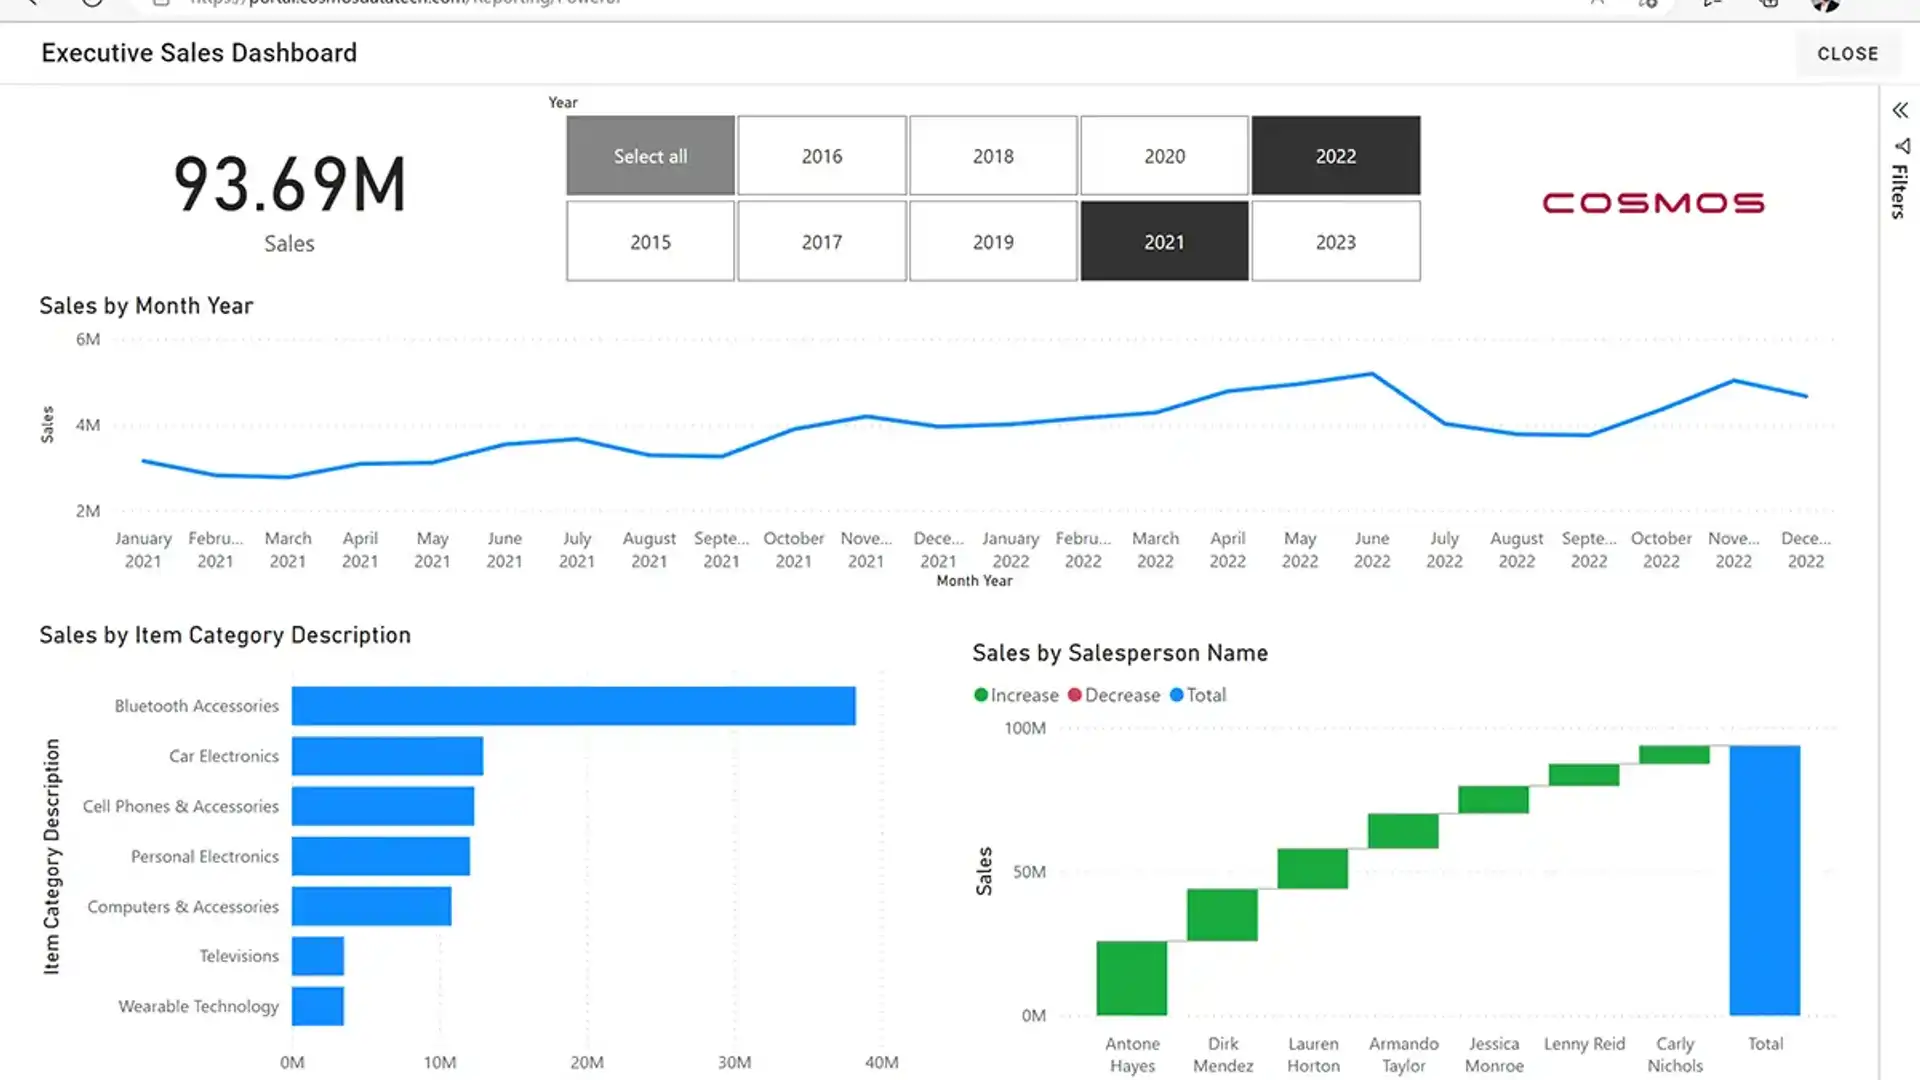 Executive Sales Dashboard
CLOSE
93.69M
Sales
Year
Select all
2016
2018
2020
2022
2015
2017
2019
2021
2023
COSMOS
Filters
Sales by Month Year
Sales
6M
4M
2M
January 2021
Febru... 2021
March 2021
April 2021
May 2021
June 2021
July 2021
August 2021
Septe... 2021
October 2021
Nove... 2021
Dece... 2021
January 2022
Febru... 2022
March 2022
April 2022
May 2022
June 2022
July 2022
August 2022
Septe... 2022
October 2022
Nove... 2022
Dece... 2022
Month Year
Sales by Item Category Description
Item Category Description
Bluetooth Accessories
Car Electronics
Cell Phones & Accessories
Personal Electronics
Computers & Accessories
Televisions
Wearable Technology
0M
10M
20M
30M
40M
Sales by Salesperson Name
Increase
Decrease
Total
Sales
100M
50M
0M
Antone Hayes
Dirk Mendez
Lauren Horton
Armando Taylor
Jessica Monroe
Lenny Reid
Carly Nichols
Total